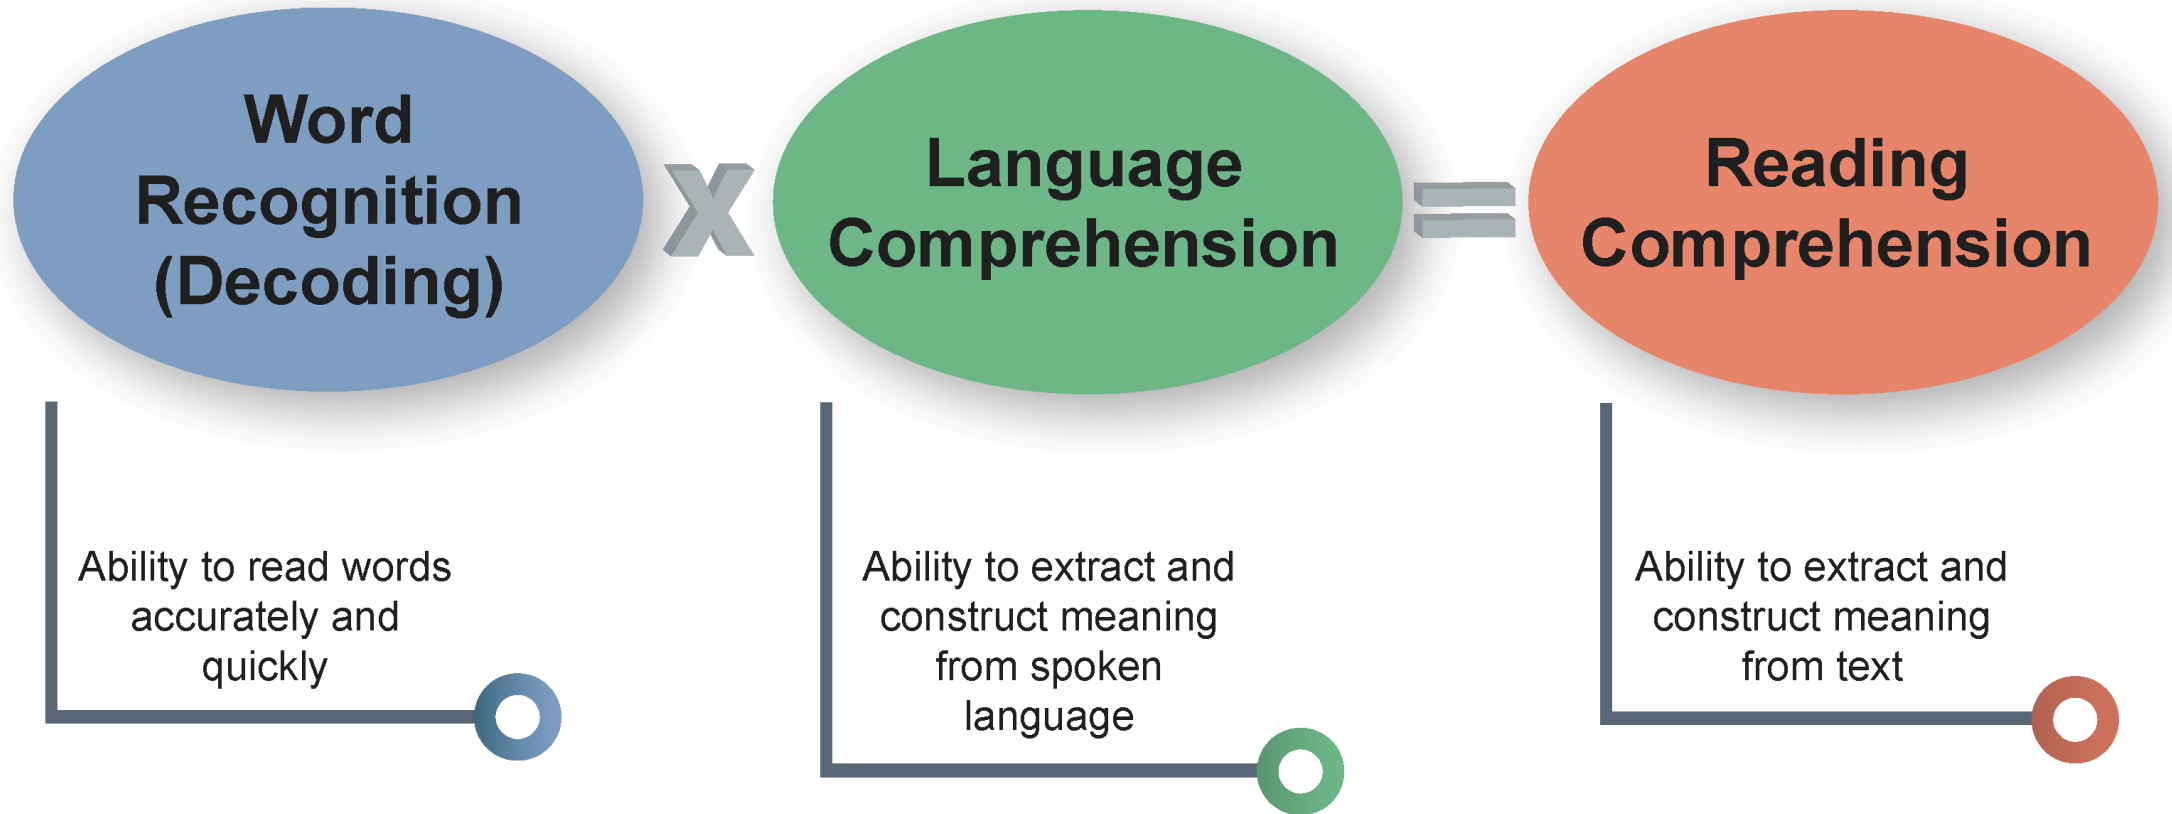 Word
Recognition
(Decoding)
x
Language
Comprehension
=
Reading
Comprehension
Ability to read words
accurately and
quickly
Ability to extract and
construct meaning
from spoken
language
Ability to extract and
construct meaning
from text